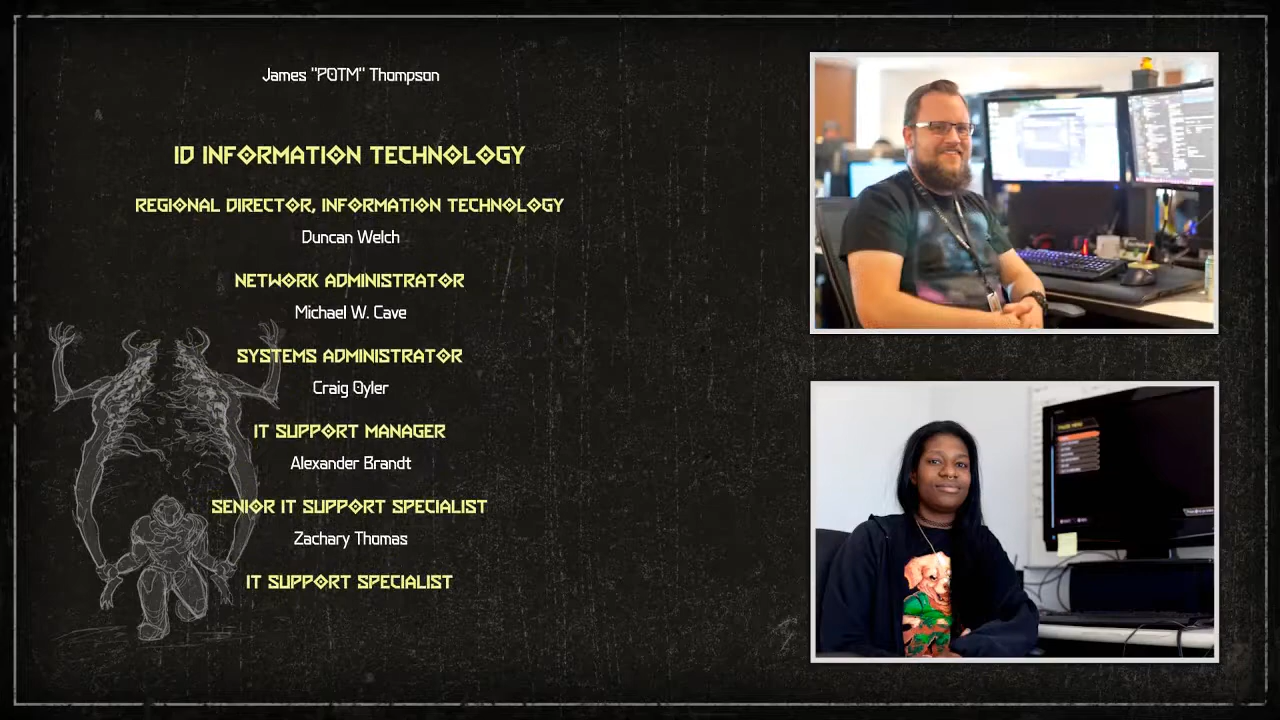 James "POTM" Thompson
ID INFORMATION TECHNOLOGY
REGIONAL DIRECTOR, INFORMATION TECHNOLOGY
Duncan Welch
NETWORK ADMINISTRATOR
Michael W. Cave
SYSTEMS ADMINISTRATOR
Craig Oyler
IT SUPPORT MANAGER
Alexander Brandt
SENIOR IT SUPPORT SPECIALIST
Zachary Thomas
IT SUPPORT SPECIALIST